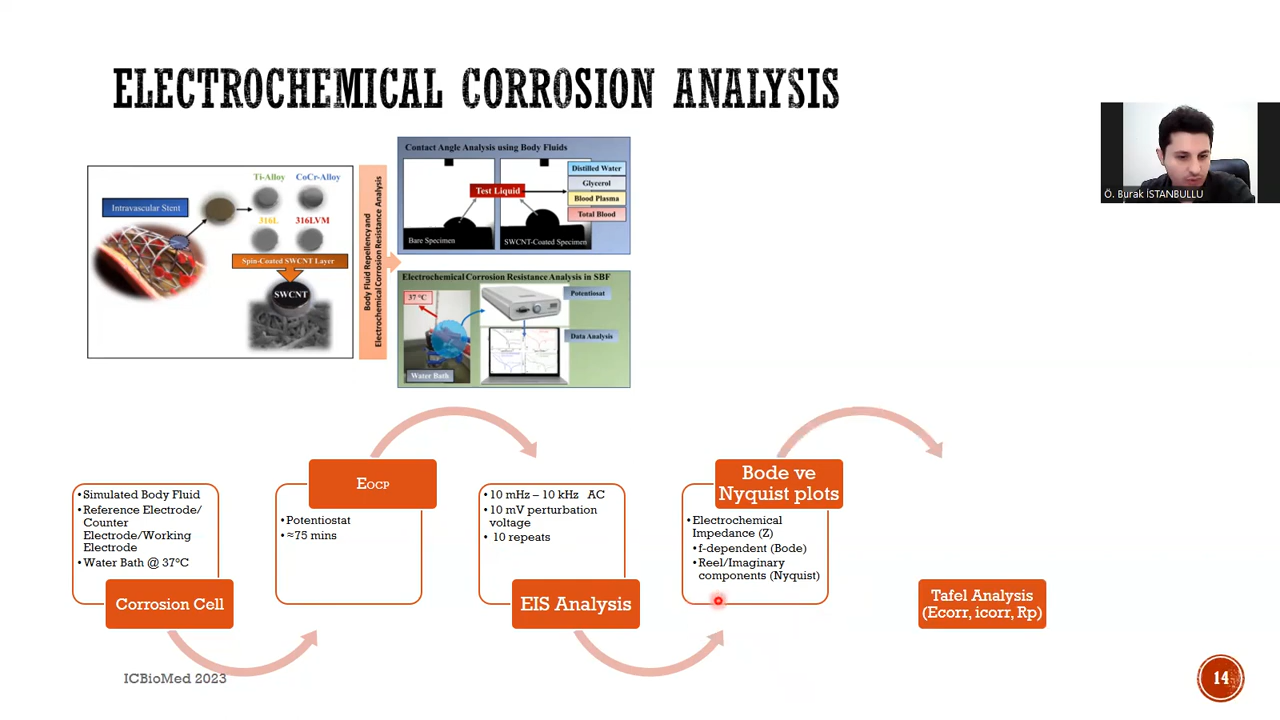 ELECTROCHEMICAL CORROSION ANALYSIS
Ö. Burak İSTANBULLU
Ti-Alloy
CoCr-Alloy
Intravascular Stent
316L
316LVM
Spin-Coated SWCNT Layer
SWCNT
Body Fluid Repellency and
Electrochemical Corrosion Resistance Analysis
Contact Angle Analysis using Body Fluids
Test Liquid
Distilled Water
Glycerol
Blood Plasma
Total Blood
Bare Specimen
SWCNT-Coated Specimen
Electrochemical Corrosion Resistance Analysis in SBF
37 °C
Potentiosat
Data Analysis
Water Bath
•Simulated Body Fluid
•Reference Electrode/
Counter
Electrode/Working
Electrode
•Water Bath @ 37°C
Corrosion Cell
EOCP
•Potentiostat
•≈75 mins
•10 mHz – 10 kHz AC
•10 mV perturbation
voltage
• 10 repeats
EIS Analysis
Bode ve
Nyquist plots
•Electrochemical
Impedance (Z)
•f-dependent (Bode)
•Reel/Imaginary
components (Nyquist)
Tafel Analysis
(Ecorr, icorr, Rp)
ICBioMed 2023
14